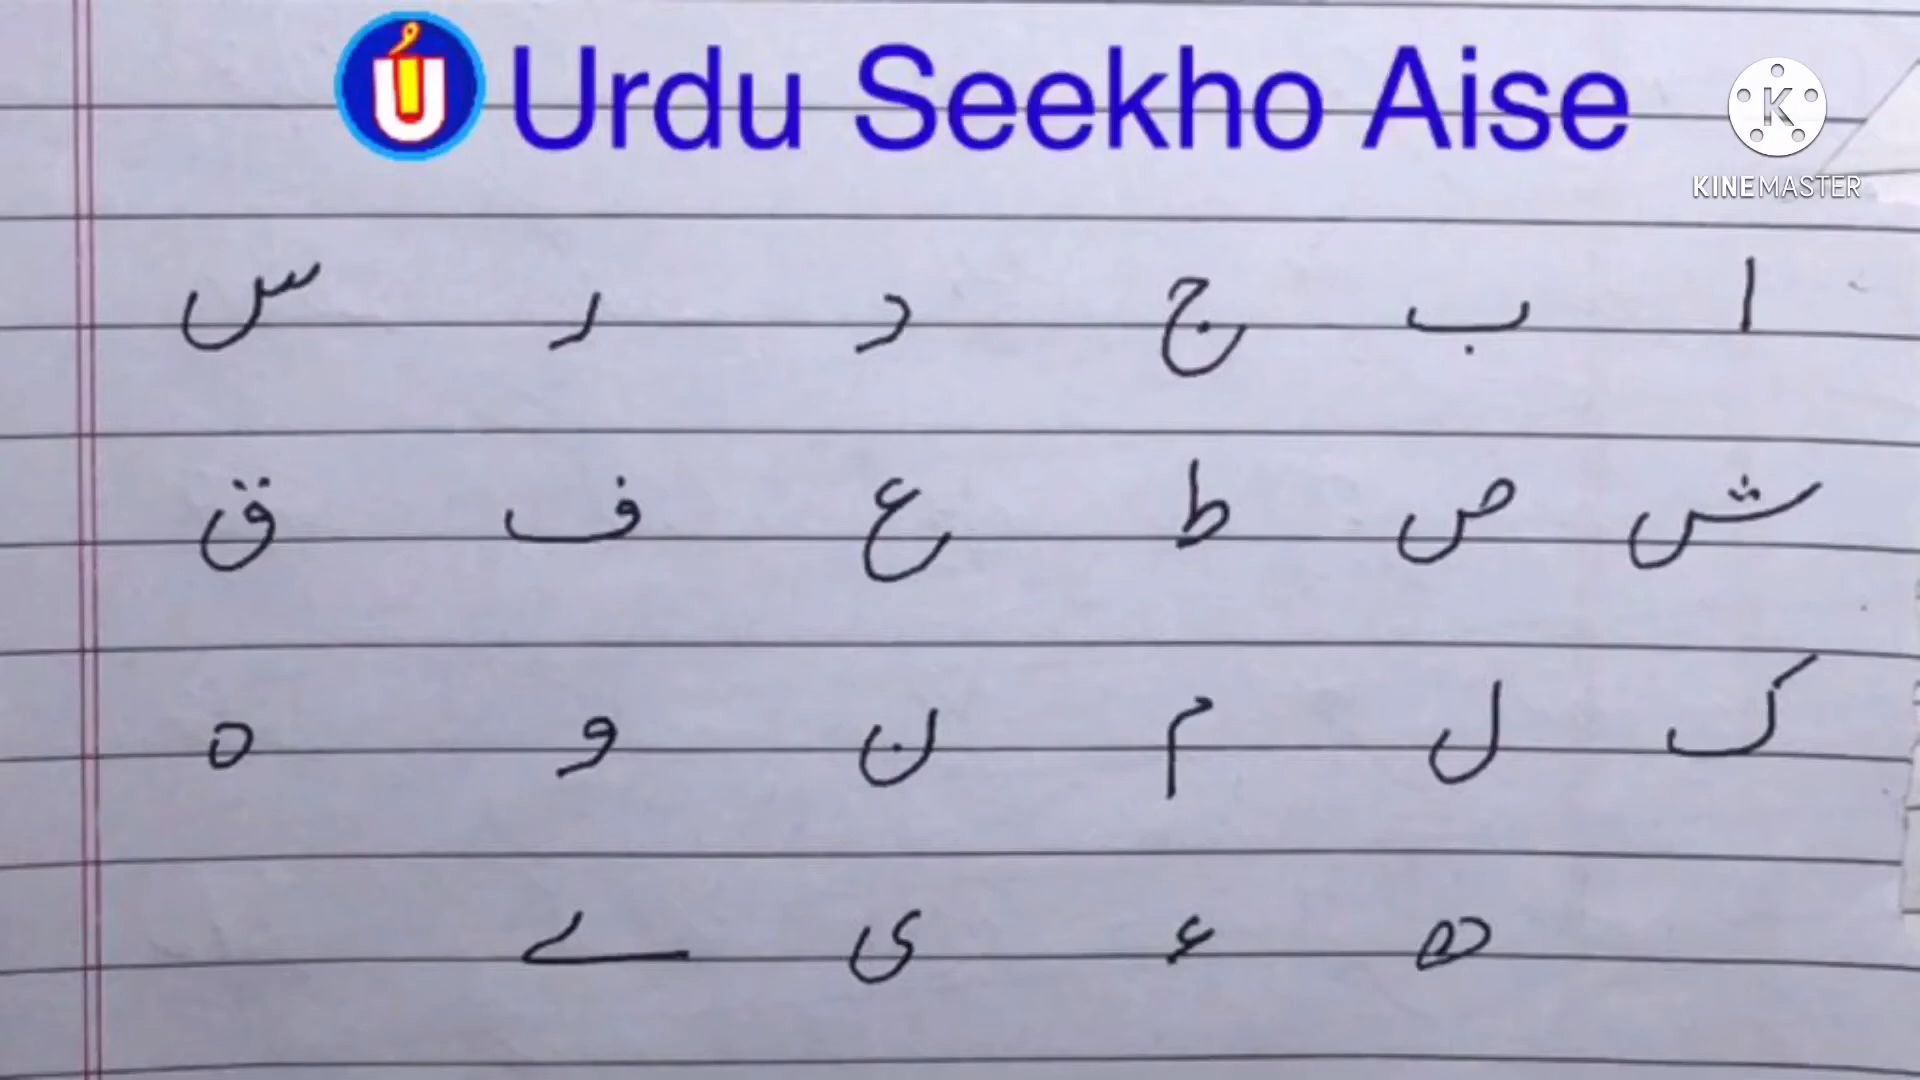 Urdu Seekho Aise
K
KINEMASTER
ا ب ج د ر س
ش ص ط ع ف ق
ک ل م ن و ہ
ھ ء ی ے